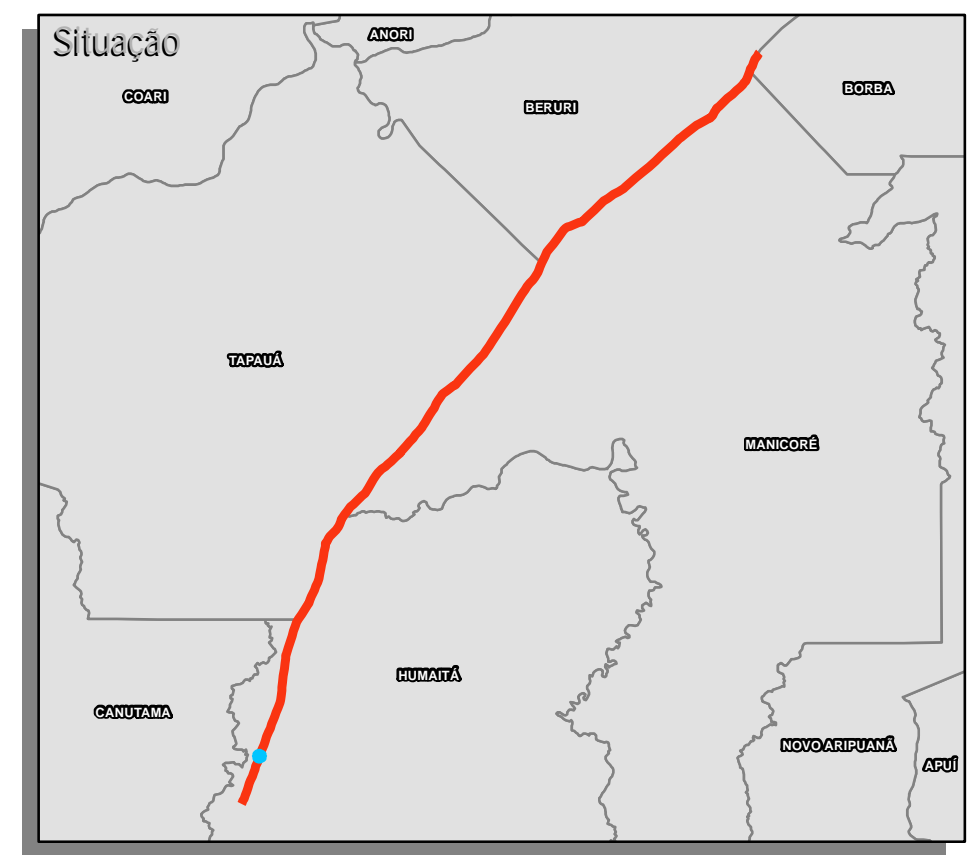 Situação
ANORI
COARI
BERURI
BORBA
TAPAUÁ
MANICORÉ
HUMAITÁ
CANUTAMA
NOVO ARIPUANÃ
APUÍ